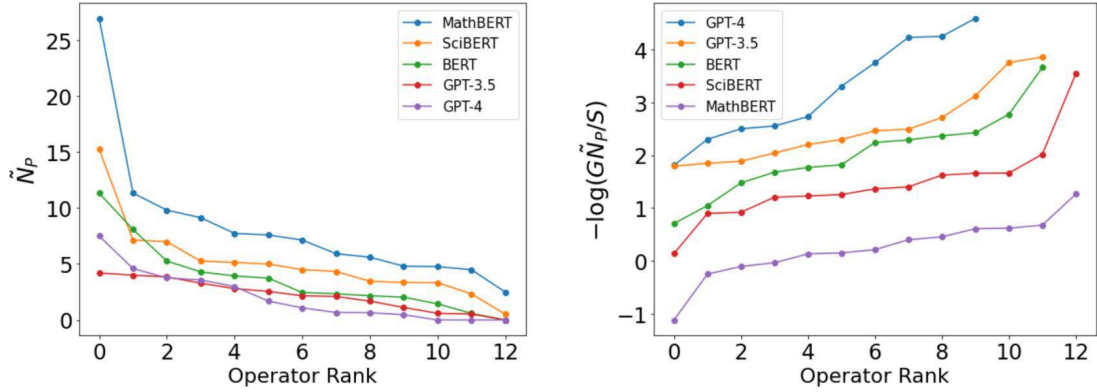 MathBERT
SciBERT
BERT
GPT-3.5
GPT-4
25
20
15
10
5
0
Ñ_P
0 2 4 6 8 10 12
Operator Rank
GPT-4
GPT-3.5
BERT
SciBERT
MathBERT
4
3
2
1
0
−1
−log(GÑ_P/S)
0 2 4 6 8 10 12
Operator Rank